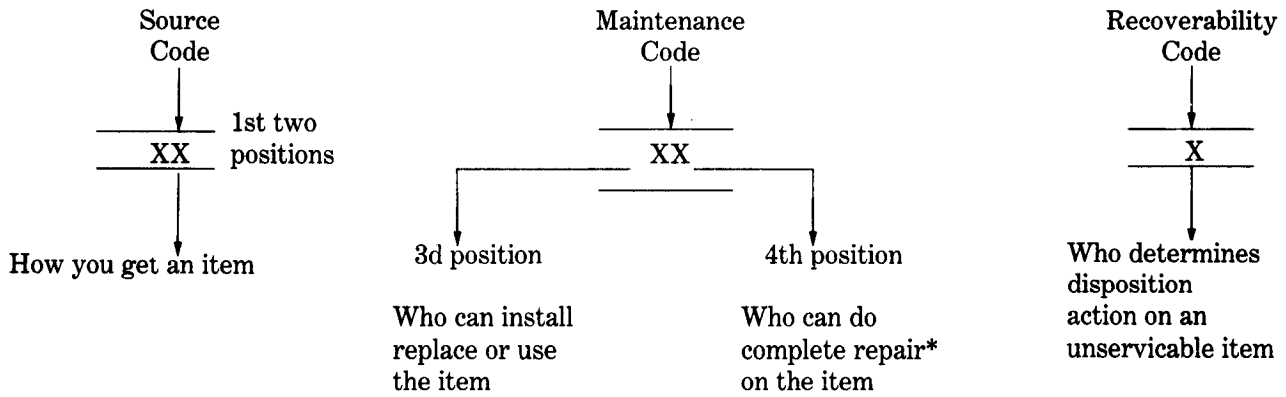 Source
Code
Maintenance
Code
Recoverability
Code
1st two
positions
XX
XX
X
How you get an item
3d position
4th position
Who can install
replace or use
the item
Who can do
complete repair*
on the item
Who determines
disposition
action on an
unservicable item